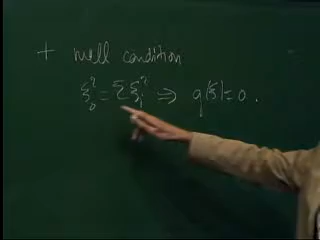 + null condition
ξ₀² = Σ ξᵢ² ⇒ q(ξ) = 0.